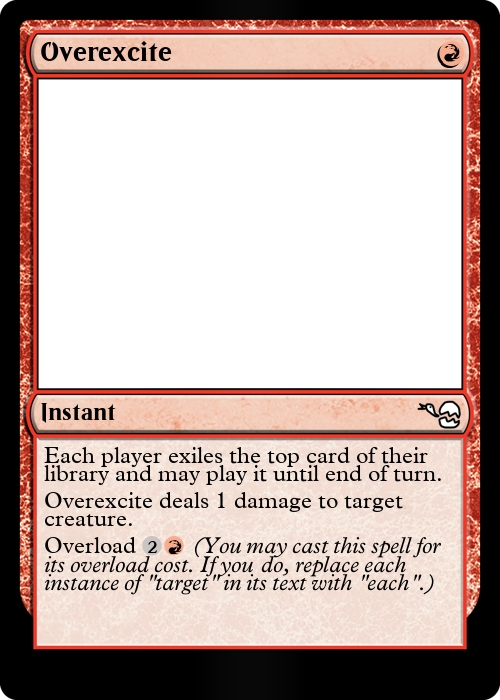 Overexcite
Instant
Each player exiles the top card of their
library and may play it until end of turn.
Overexcite deals 1 damage to target
creature.
Overload 2 (You may cast this spell for
its overload cost. If you do, replace each
instance of "target" in its text with "each".)